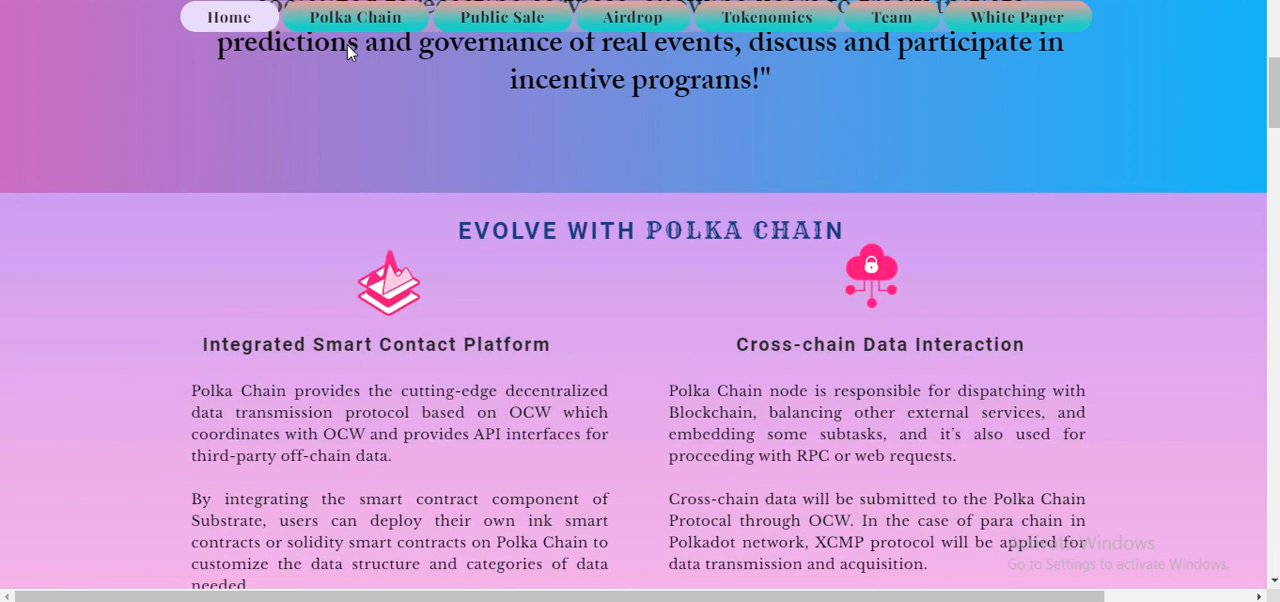 Home Polka Chain Public Sale Airdrop Tokenomics Team White Paper
predictions and governance of real events, discuss and participate in
incentive programs!"
EVOLVE WITH POLKA CHAIN
Integrated Smart Contact Platform
Polka Chain provides the cutting-edge decentralized
data transmission protocol based on OCW which
coordinates with OCW and provides API interfaces for
third-party off-chain data.
By integrating the smart contract component of
Substrate, users can deploy their own ink smart
contracts or solidity smart contracts on Polka Chain to
customize the data structure and categories of data
needed
Cross-chain Data Interaction
Polka Chain node is responsible for dispatching with
Blockchain, balancing other external services, and
embedding some subtasks, and it's also used for
proceeding with RPC or web requests.
Cross-chain data will be submitted to the Polka Chain
Protocal through OCW. In the case of para chain in
Polkadot network, XCMP protocol will be applied for
data transmission and acquisition.
Activate Windows
Go to Settings to activate Windows.